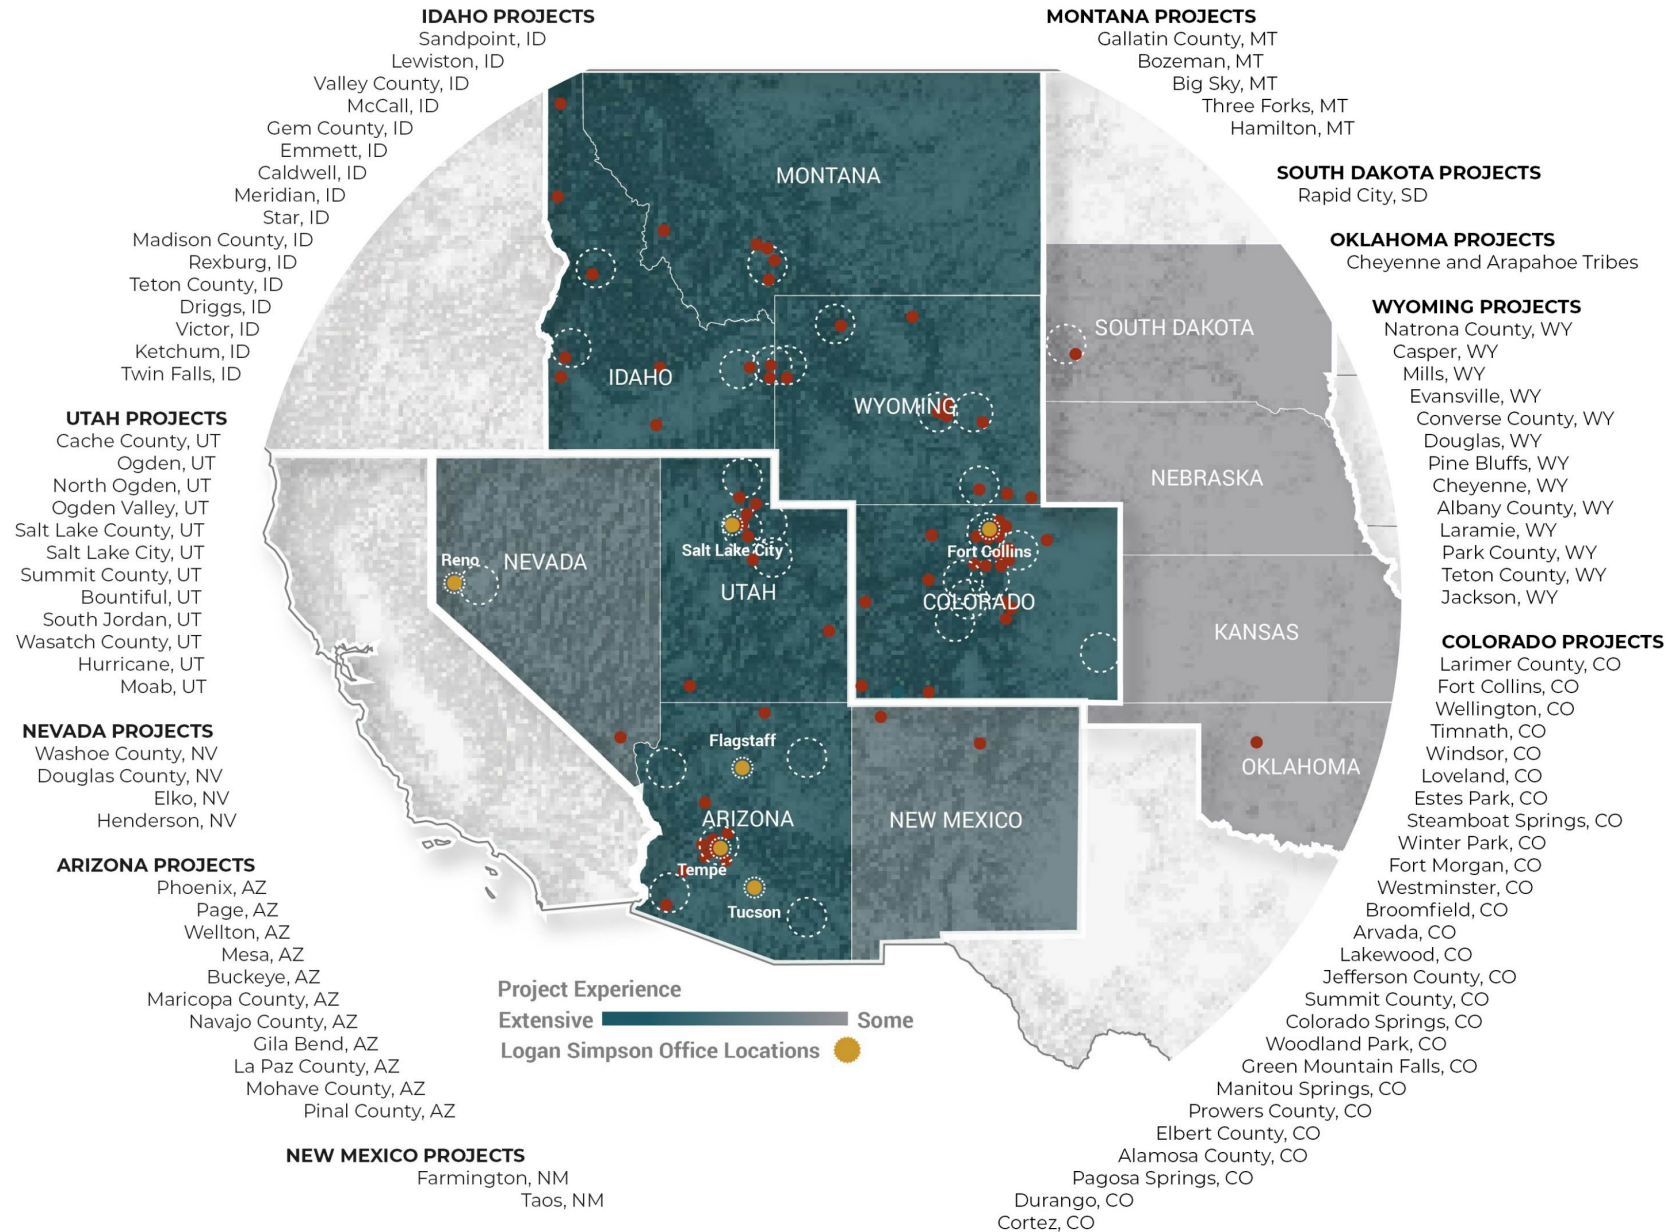 IDAHO PROJECTS
Sandpoint, ID
Lewiston, ID
Valley County, ID
McCall, ID
Gem County, ID
Emmett, ID
Caldwell, ID
Meridian, ID
Star, ID
Madison County, ID
Rexburg, ID
Teton County, ID
Driggs, ID
Victor, ID
Ketchum, ID
Twin Falls, ID
UTAH PROJECTS
Cache County, UT
Ogden, UT
North Ogden, UT
Ogden Valley, UT
Salt Lake County, UT
Salt Lake City, UT
Summit County, UT
Bountiful, UT
South Jordan, UT
Wasatch County, UT
Hurricane, UT
Moab, UT
NEVADA PROJECTS
Washoe County, NV
Douglas County, NV
Elko, NV
Henderson, NV
ARIZONA PROJECTS
Phoenix, AZ
Page, AZ
Wellton, AZ
Mesa, AZ
Buckeye, AZ
Maricopa County, AZ
Navajo County, AZ
Gila Bend, AZ
La Paz County, AZ
Mohave County, AZ
Pinal County, AZ
NEW MEXICO PROJECTS
Farmington, NM
Taos, NM
MONTANA
IDAHO
WYOMING
SOUTH DAKOTA
NEBRASKA
Reno
NEVADA
Salt Lake City
UTAH
Fort Collins
COLORADO
KANSAS
Flagstaff
ARIZONA
Tempe
Tucson
NEW MEXICO
OKLAHOMA
Project Experience
Extensive
Some
Logan Simpson Office Locations
MONTANA PROJECTS
Gallatin County, MT
Bozeman, MT
Big Sky, MT
Three Forks, MT
Hamilton, MT
SOUTH DAKOTA PROJECTS
Rapid City, SD
OKLAHOMA PROJECTS
Cheyenne and Arapahoe Tribes
WYOMING PROJECTS
Natrona County, WY
Casper, WY
Mills, WY
Evansville, WY
Converse County, WY
Douglas, WY
Pine Bluffs, WY
Cheyenne, WY
Albany County, WY
Laramie, WY
Park County, WY
Teton County, WY
Jackson, WY
COLORADO PROJECTS
Larimer County, CO
Fort Collins, CO
Wellington, CO
Timnath, CO
Windsor, CO
Loveland, CO
Estes Park, CO
Steamboat Springs, CO
Winter Park, CO
Fort Morgan, CO
Westminster, CO
Broomfield, CO
Arvada, CO
Lakewood, CO
Jefferson County, CO
Summit County, CO
Colorado Springs, CO
Woodland Park, CO
Green Mountain Falls, CO
Manitou Springs, CO
Prowers County, CO
Elbert County, CO
Alamosa County, CO
Pagosa Springs, CO
Durango, CO
Cortez, CO